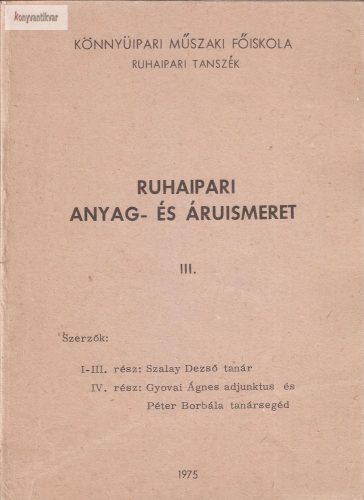 konyvantikvar
KÖNNYÜIPARI MŰSZAKI FŐISKOLA
RUHAIPARI TANSZÉK
RUHAIPARI
ANYAG- ÉS ÁRUISMERET
III.
Szerzők:
I-III. rész: Szalay Dezső tanár
IV. rész: Gyovai Ágnes adjunktus és
Péter Borbála tanársegéd
1975